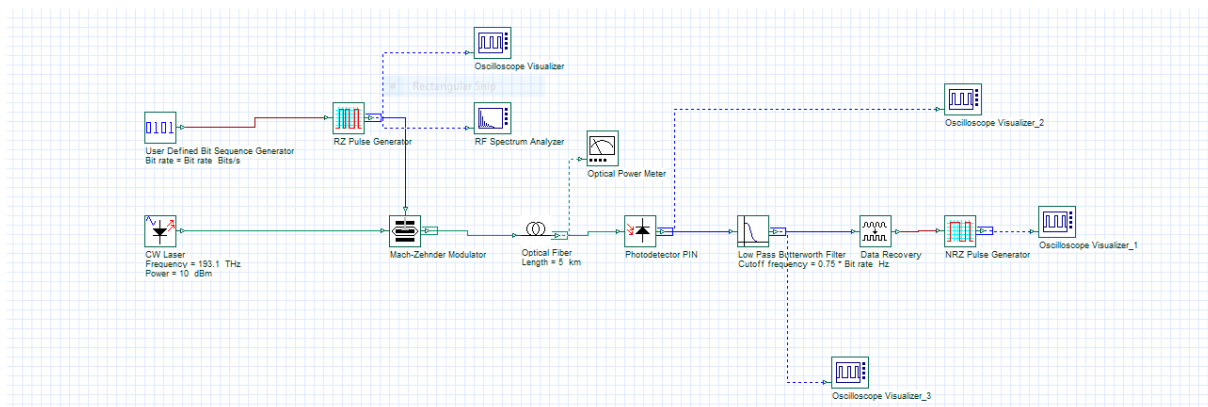 Oscilloscope Visualizer
Rectangular Snip
Oscilloscope Visualizer_2
0101
User Defined Bit Sequence Generator
Bit rate = Bit rate Bits/s
RZ Pulse Generator
RF Spectrum Analyzer
Optical Power Meter
CW Laser
Frequency = 193.1 THz
Power = 10 dBm
Mach-Zehnder Modulator
Optical Fiber
Length = 5 km
Photodetector PIN
Low Pass Butterworth Filter
Cutoff frequency = 0.75 * Bit rate Hz
Data Recovery
NRZ Pulse Generator
Oscilloscope Visualizer_1
Oscilloscope Visualizer_3